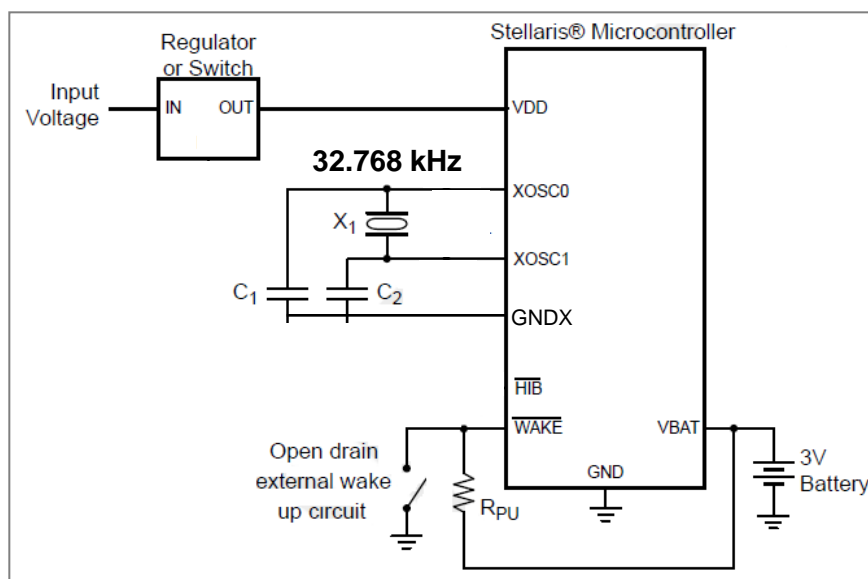 Stellaris® Microcontroller
Regulator
or Switch
Input
Voltage
IN
OUT
VDD
32.768 kHz
XOSC0
X1
XOSC1
C1
C2
GNDX
HIB
WAKE
VBAT
Open drain
external wake
up circuit
RPU
GND
3V
Battery